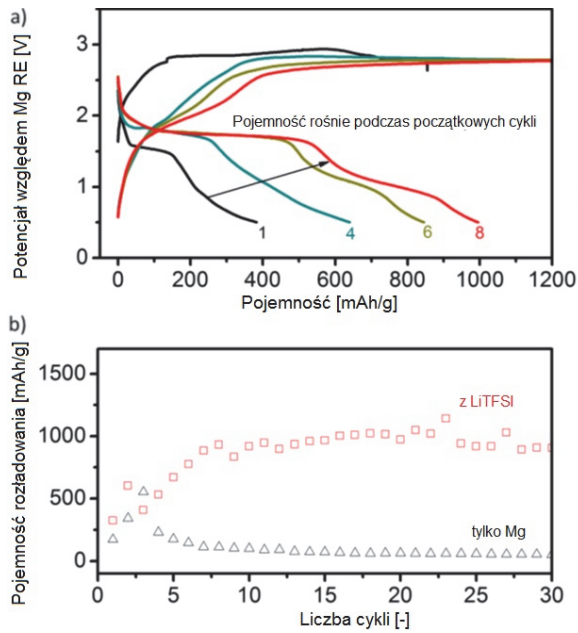 a)
Potencjał względem Mg RE [V]
3
2
1
0
Pojemność rośnie podczas początkowych cykli
1
4
6
8
0
200
400
600
800
1000
1200
Pojemność [mAh/g]
b)
Pojemność rozładowania [mAh/g]
1500
1000
500
0
z LiTFSI
tylko Mg
0
5
10
15
20
25
30
Liczba cykli [-]